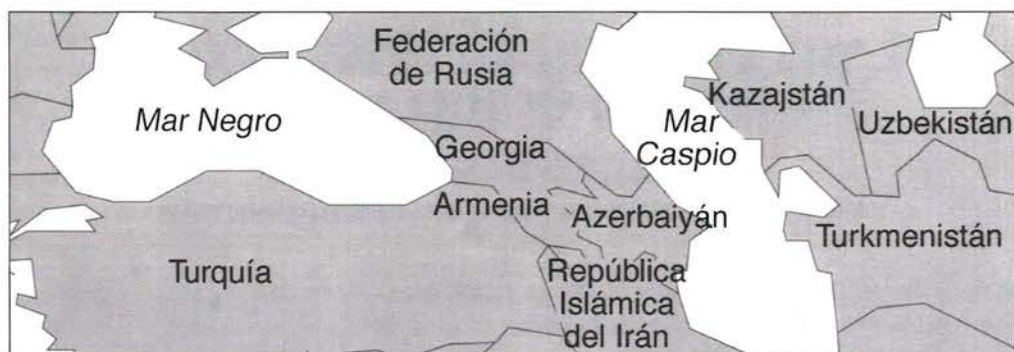 Federación
de Rusia
Mar Negro
Kazajstán
Mar
Caspio
Uzbekistán
Georgia
Armenia
Azerbaiyán
Turkmenistán
Turquía
República
Islámica
del Irán